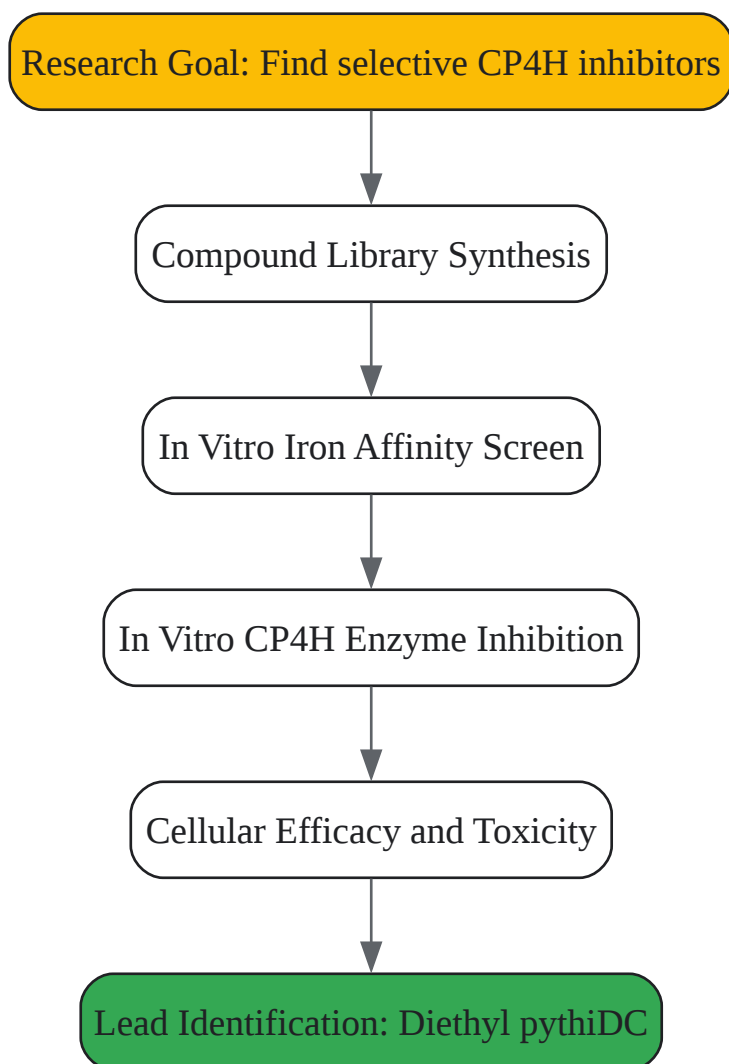 Research Goal: Find selective CP4H inhibitors
Compound Library Synthesis
In Vitro Iron Affinity Screen
In Vitro CP4H Enzyme Inhibition
Cellular Efficacy and Toxicity
Lead Identification: Diethyl pythiDC